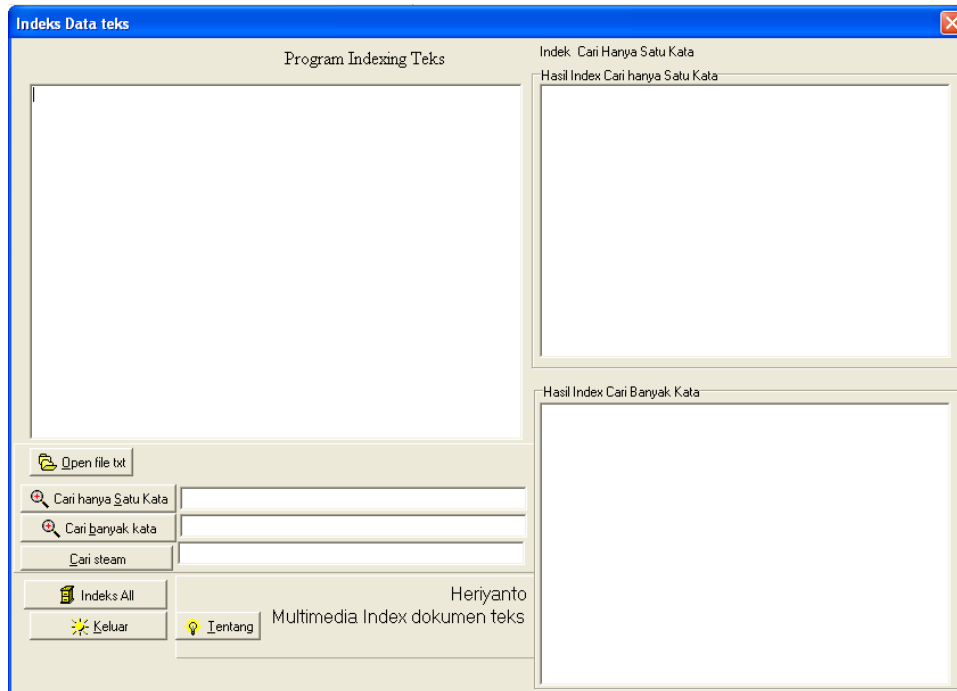 Indeks Data teks
Program Indexing Teks
Indek Cari Hanya Satu Kata
Hasil Index Cari hanya Satu Kata
Hasil Index Cari Banyak Kata
Open file txt
Cari hanya Satu Kata
Cari banyak kata
Cari steam
Indeks All
Keluar
Tentang
Heriyanto
Multimedia Index dokumen teks